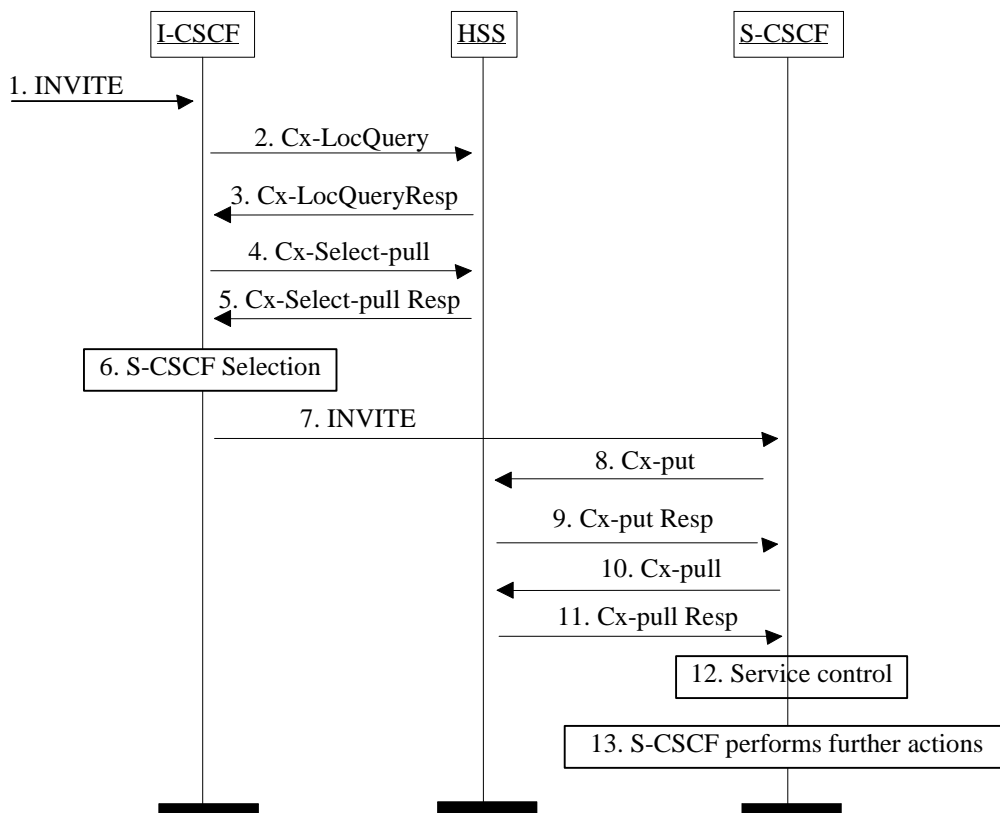 I-CSCF
HSS
S-CSCF
1. INVITE
2. Cx-LocQuery
3. Cx-LocQueryResp
4. Cx-Select-pull
5. Cx-Select-pull Resp
6. S-CSCF Selection
7. INVITE
8. Cx-put
9. Cx-put Resp
10. Cx-pull
11. Cx-pull Resp
12. Service control
13. S-CSCF performs further actions